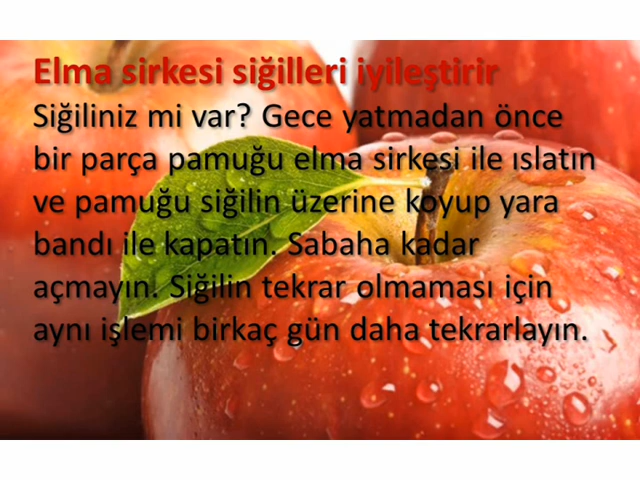 Elma sirkesi siğilleri iyileştirir
Siğiliniz mi var? Gece yatmadan önce
bir parça pamuğu elma sirkesi ile ıslatın
ve pamuğu siğilin üzerine koyup yara
bandı ile kapatın. Sabaha kadar
açmayın. Siğilin tekrar olmaması için
aynı işlemi birkaç gün daha tekrarlayın.